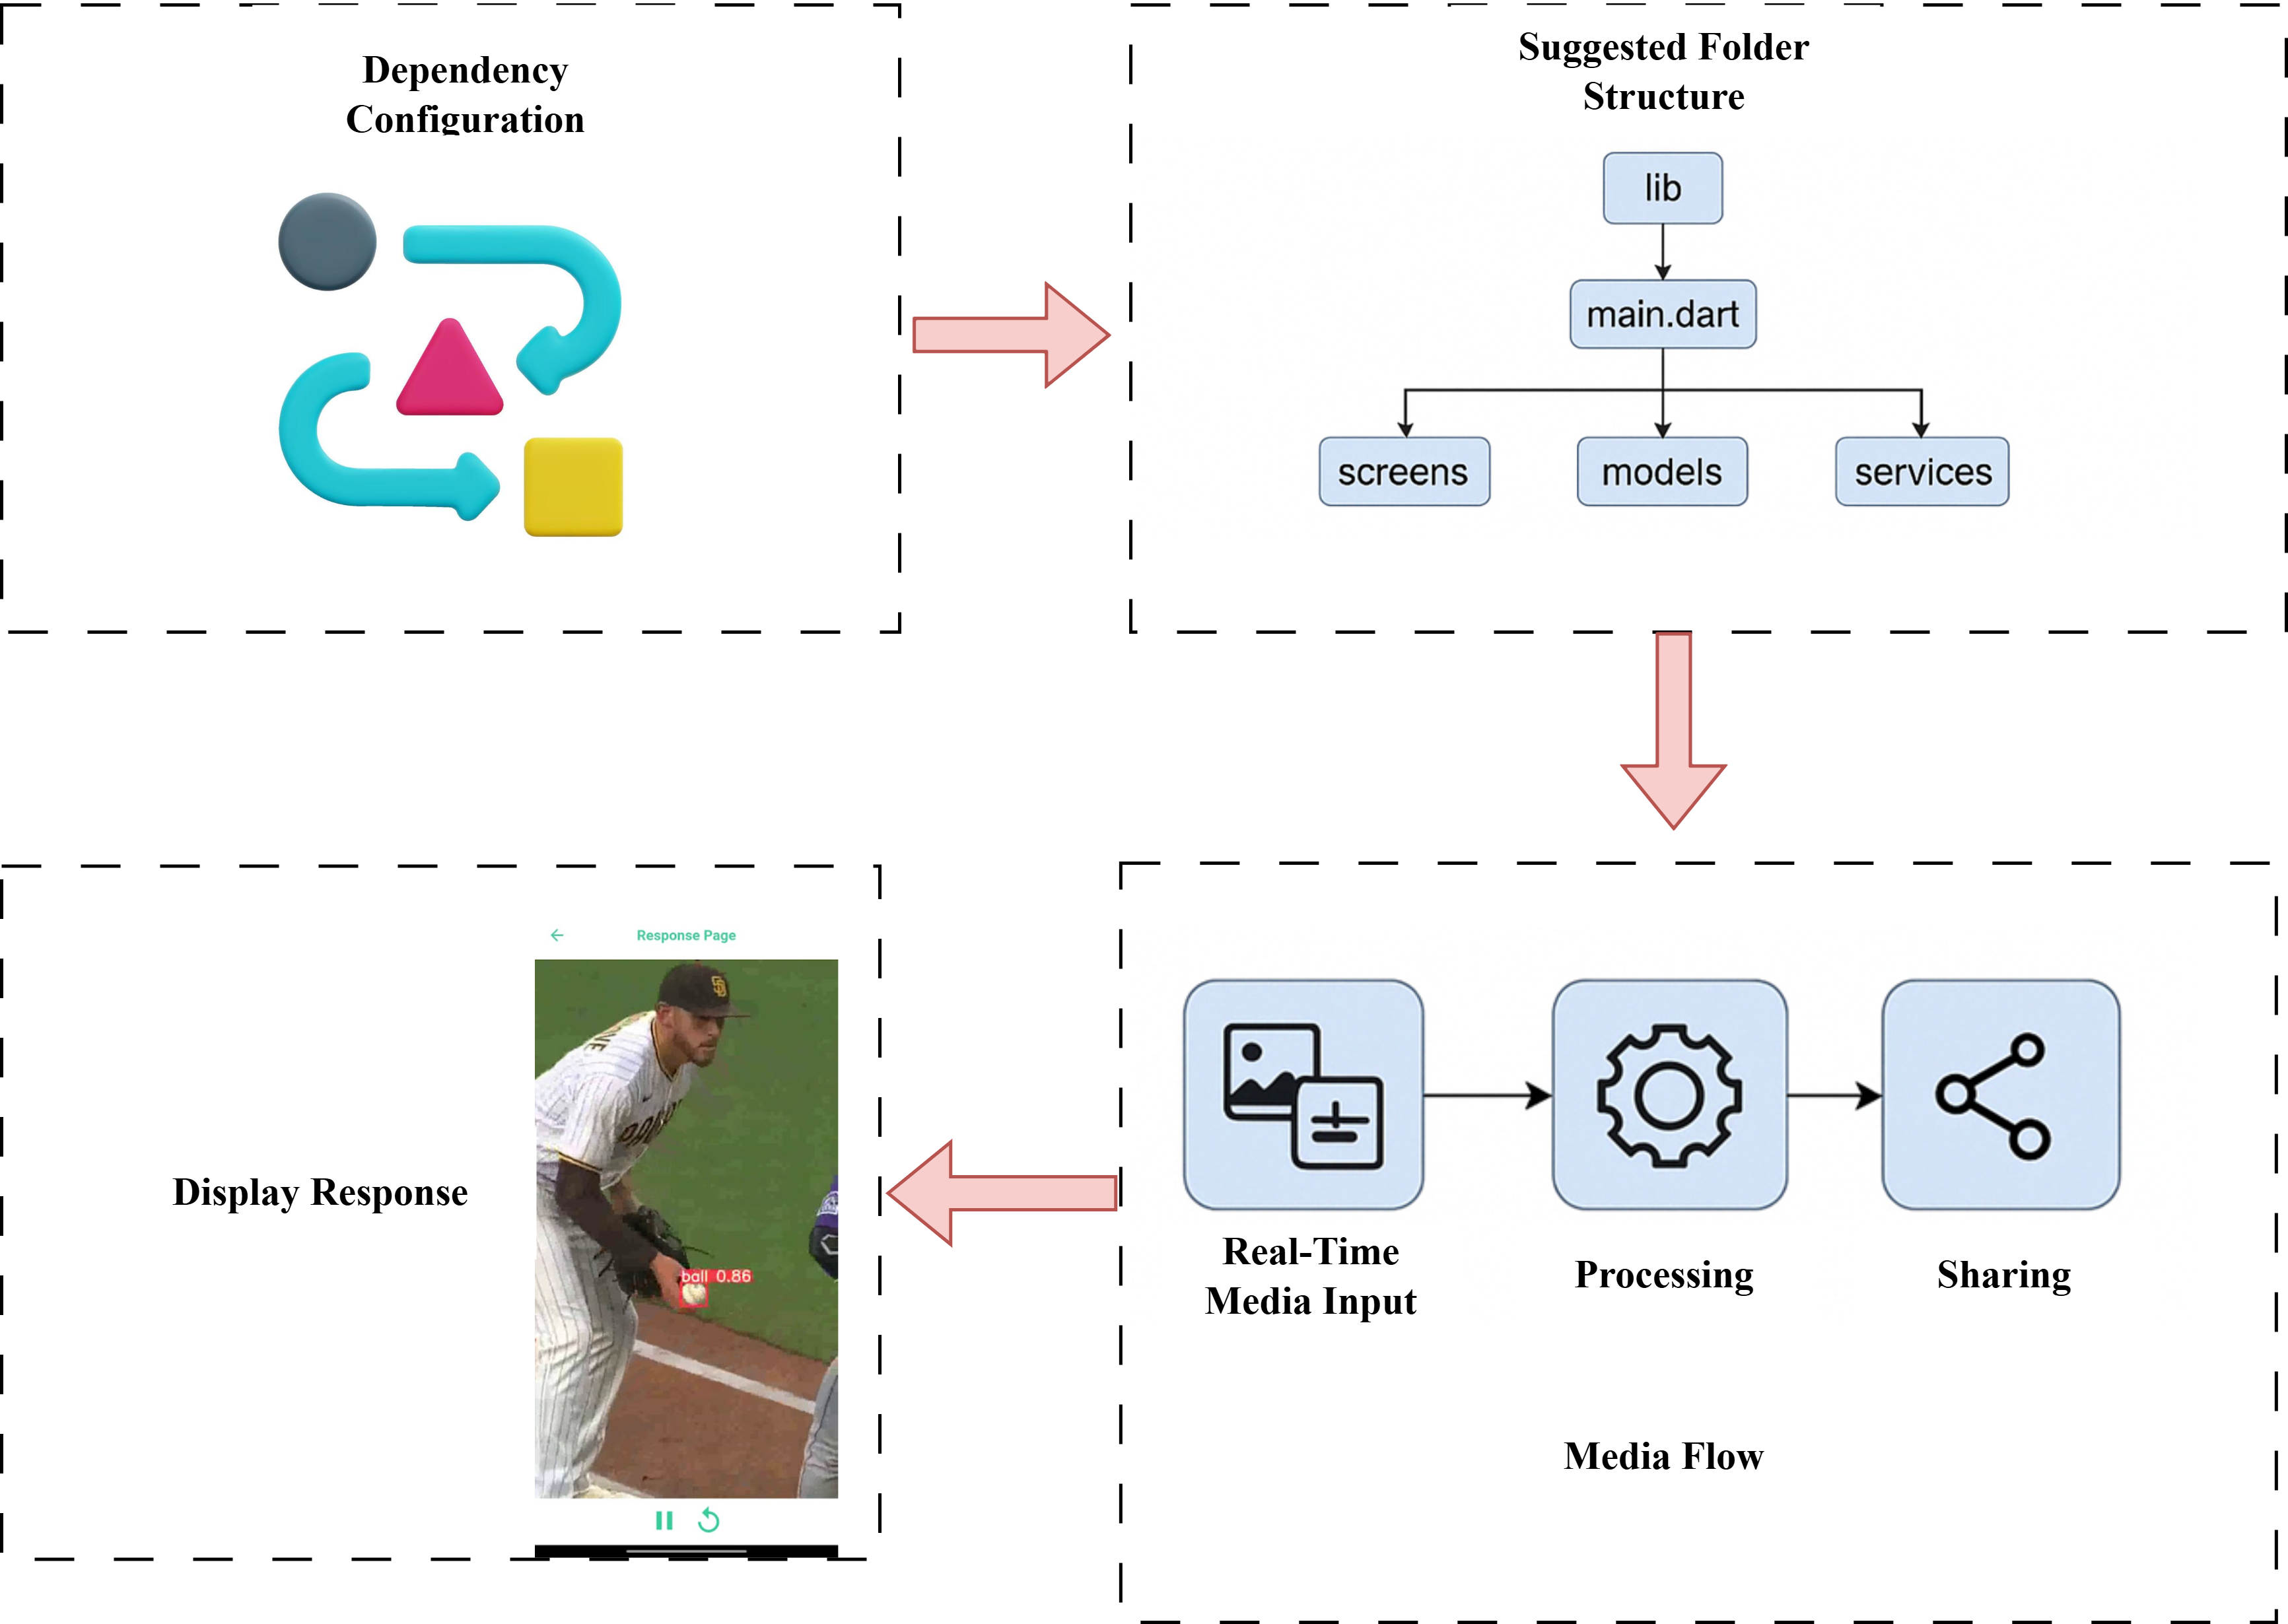 Dependency
Configuration
Suggested Folder
Structure
lib
main.dart
screens
models
services
Real-Time
Media Input
Processing
Sharing
Media Flow
Display Response
Response Page
SD
ball 0.86